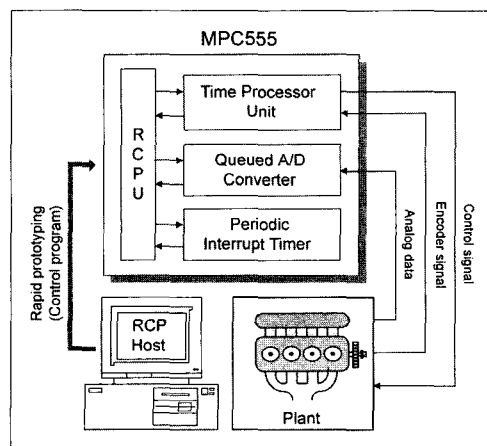 MPC555
RCPU
Time Processor
Unit
Queued A/D
Converter
Periodic
Interrupt Timer
Rapid prototyping
(Control program)
Analog data
Encoder signal
Control signal
RCP
Host
Plant